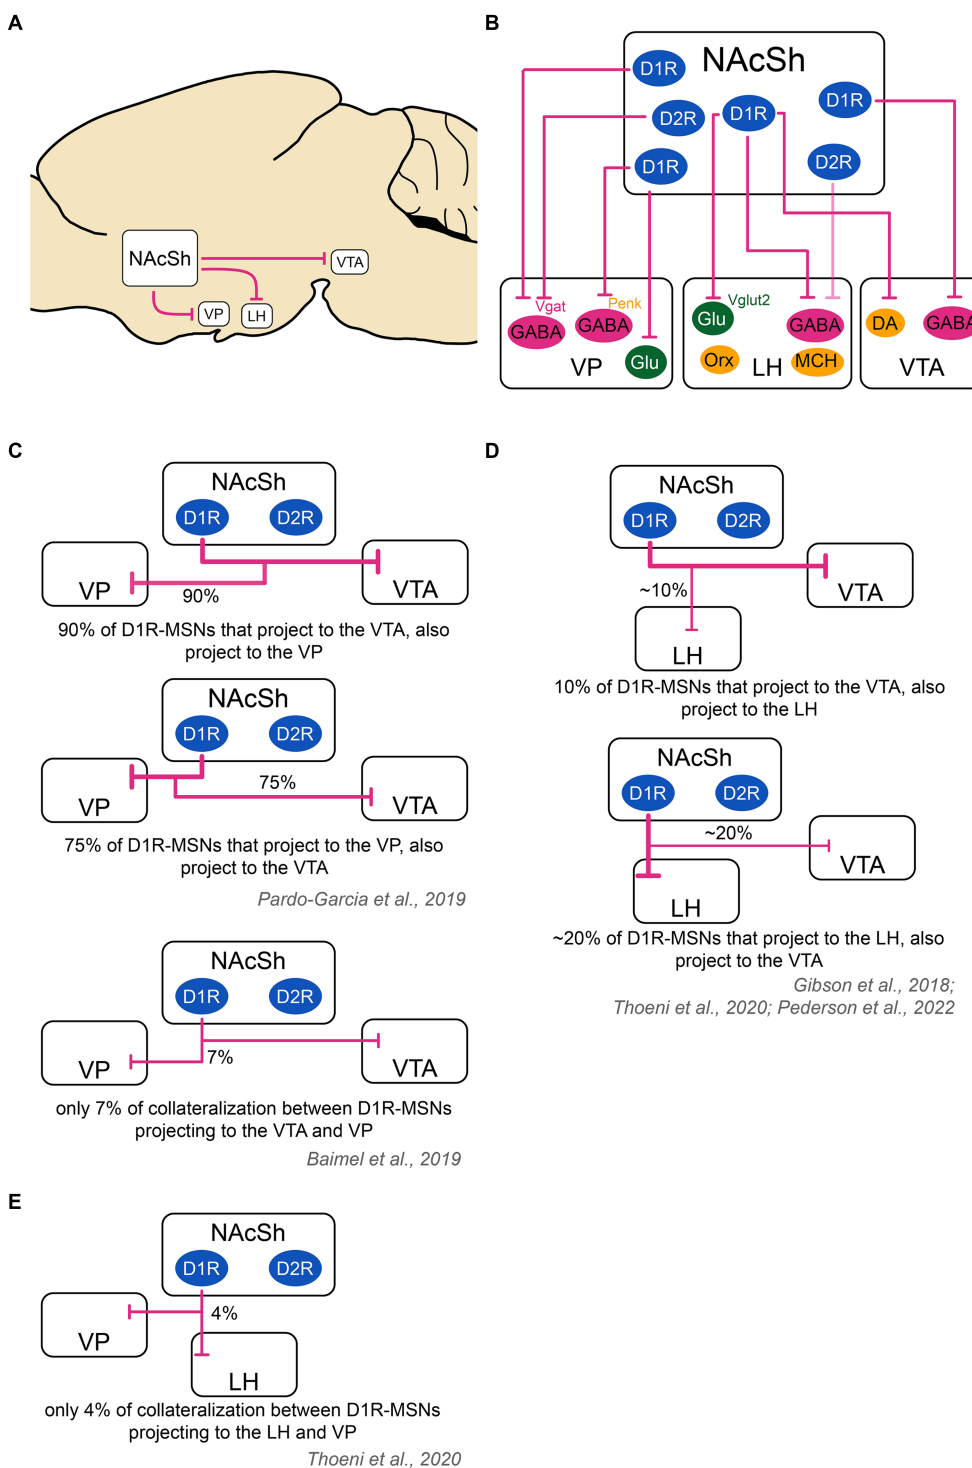 A
NAcSh
VTA
VP
LH
B
NAcSh
D1R
D2R
D1R
D1R
D1R
D2R
Vgat
GABA
Penk
GABA
Glu
VP
Vglut2
Glu
GABA
Orx
LH
MCH
DA
GABA
VTA
C
NAcSh
D1R
D2R
VP
90%
VTA
90% of D1R-MSNs that project to the VTA, also
project to the VP
NAcSh
D1R
D2R
VP
75%
VTA
75% of D1R-MSNs that project to the VP, also
project to the VTA
Pardo-Garcia et al., 2019
NAcSh
D1R
D2R
VP
7%
VTA
only 7% of collateralization between D1R-MSNs
projecting to the VTA and VP
Baimel et al., 2019
D
NAcSh
D1R
D2R
~10%
VTA
LH
10% of D1R-MSNs that project to the VTA, also
project to the LH
NAcSh
D1R
D2R
~20%
VTA
LH
~20% of D1R-MSNs that project to the LH, also
project to the VTA
Gibson et al., 2018;
Thoeni et al., 2020; Pederson et al., 2022
E
NAcSh
D1R
D2R
4%
VP
LH
only 4% of collateralization between D1R-MSNs
projecting to the LH and VP
Thoeni et al., 2020